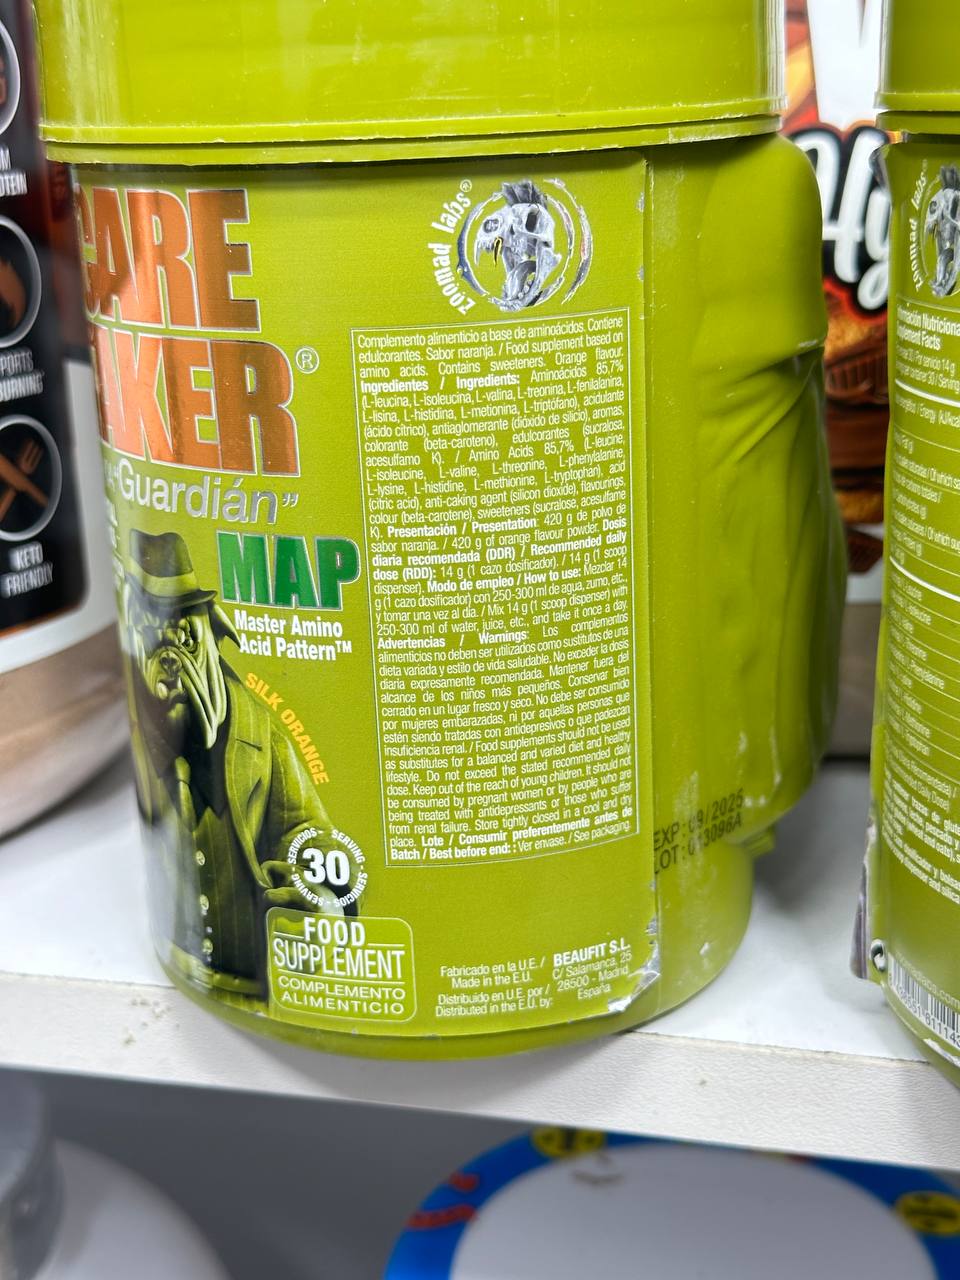 CARE
TAKER®
"Guardián"
MAP
Master Amino
Acid Pattern™
SILK ORANGE
SERVICIOS - SERVING - SERVICIOS - SERVING -
30
FOOD
SUPPLEMENT
COMPLEMENTO
ALIMENTICIO
zoomad labs®
Complemento alimenticio a base de aminoácidos. Contiene
edulcorantes. Sabor naranja. / Food supplement based on
amino acids. Contains sweeteners. Orange flavour.
Ingredientes / Ingredients: Aminoácidos 85,7%
(L-leucina, L-isoleucina, L-valina, L-treonina, L-fenilalanina,
L-lisina, L-histidina, L-metionina, L-triptófano), acidulante
(ácido cítrico), antiaglomerante (dióxido de silicio), aromas,
colorante (beta-caroteno), edulcorantes (sucralosa,
acesulfamo K). / Amino Acids 85,7% (L-leucine,
L-isoleucine, L-valine, L-threonine, L-phenylalanine,
L-lysine, L-histidine, L-methionine, L-tryptophan), acid
(citric acid), anti-caking agent (silicon dioxide), flavourings,
colour (beta-carotene), sweeteners (sucralose, acesulfame
K). Presentación / Presentation: 420 g de polvo de
sabor naranja. / 420 g of orange flavour powder. Dosis
diaria recomendada (DDR) / Recommended daily
dose (RDD): 14 g (1 cazo dosificador). / 14 g (1 scoop
dispenser). Modo de empleo / How to use: Mezclar 14
g (1 cazo dosificador) con 250-300 ml de agua, zumo, etc.,
y tomar una vez al día. / Mix 14 g (1 scoop dispenser) with
250-300 ml of water, juice, etc., and take it once a day.
Advertencias / Warnings: Los complementos
alimenticios no deben ser utilizados como sustitutos de una
dieta variada y estilo de vida saludable. No exceder la dosis
diaria expresamente recomendada. Mantener fuera del
alcance de los niños más pequeños. Conservar bien
cerrado en un lugar fresco y seco. No debe ser consumido
por mujeres embarazadas, ni por aquellas personas que
estén siendo tratadas con antidepresivos o que padezcan
insuficiencia renal. / Food supplements should not be used
as substitutes for a balanced and varied diet and healthy
lifestyle. Do not exceed the stated recommended daily
dose. Keep out of the reach of young children. It should not
be consumed by pregnant women or by people who are
being treated with antidepressants or those who suffer
from renal failure. Store tightly closed in a cool and dry
place. Lote / Consumir preferentemente antes de
Batch / Best before end: : Ver envase. / See packaging.
EXP: 09/2026
LOT: 013096A
Fabricado en la U.E. /
Made in the E.U.
Distribuido en U.E. por /
Distributed in the E.U. by:
BEAUFIT S.L.
C/ Salamanca, 25
28500 - Madrid
España
KETO
FRIENDLY
zoomad labs®